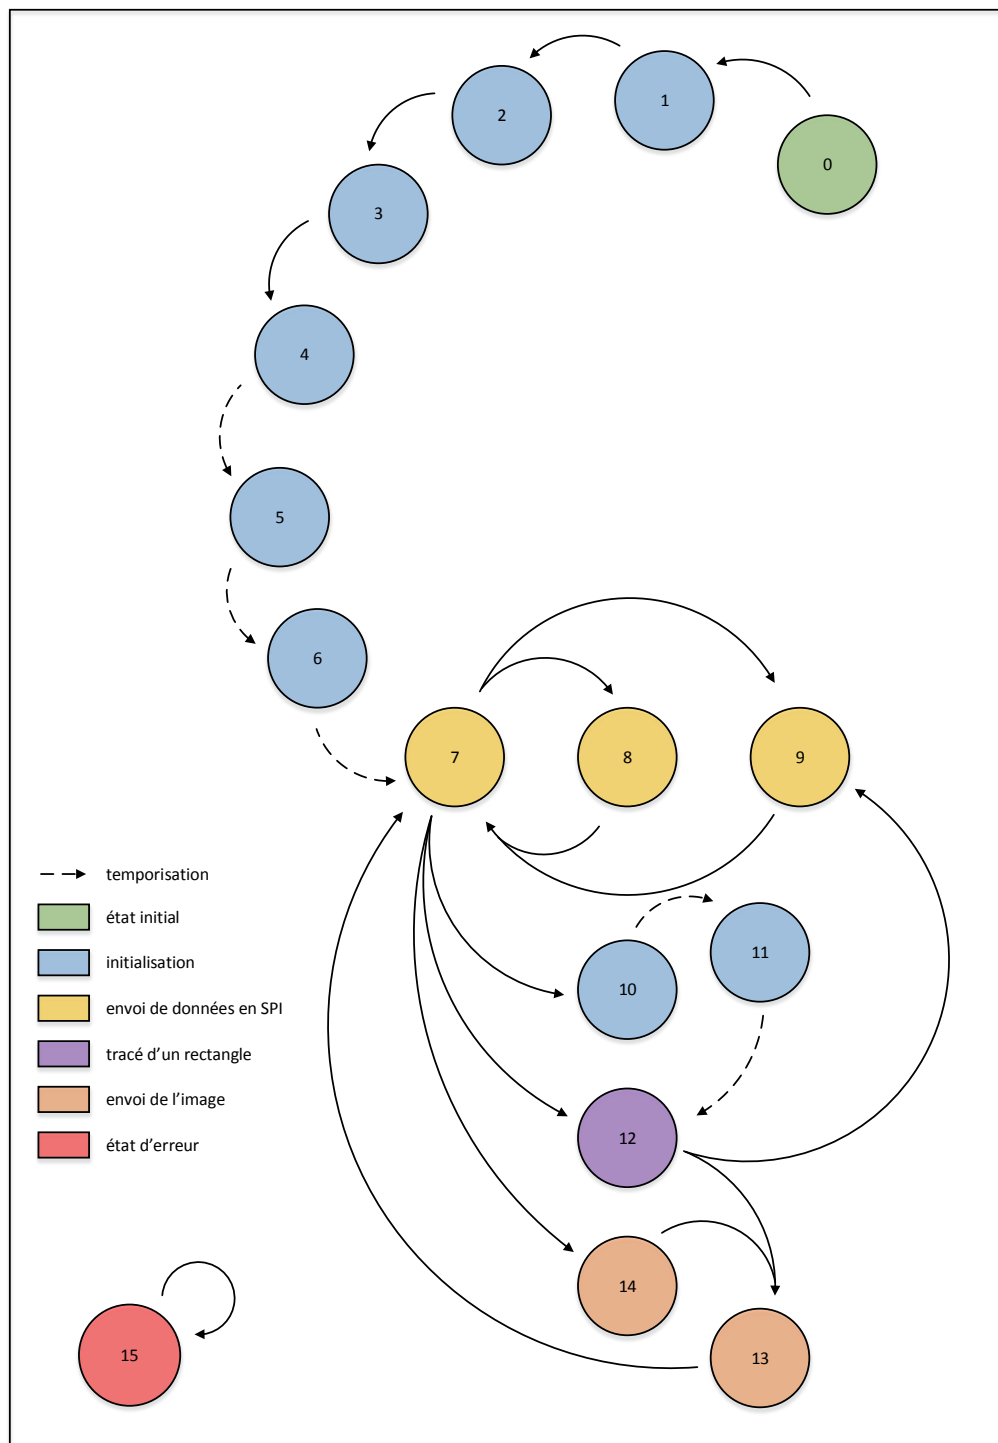 1
2
0
3
4
5
6
7
8
9
temporisation
état initial
11
initialisation
10
envoi de données en SPI
tracé d'un rectangle
envoi de l'image
12
état d'erreur
14
15
13